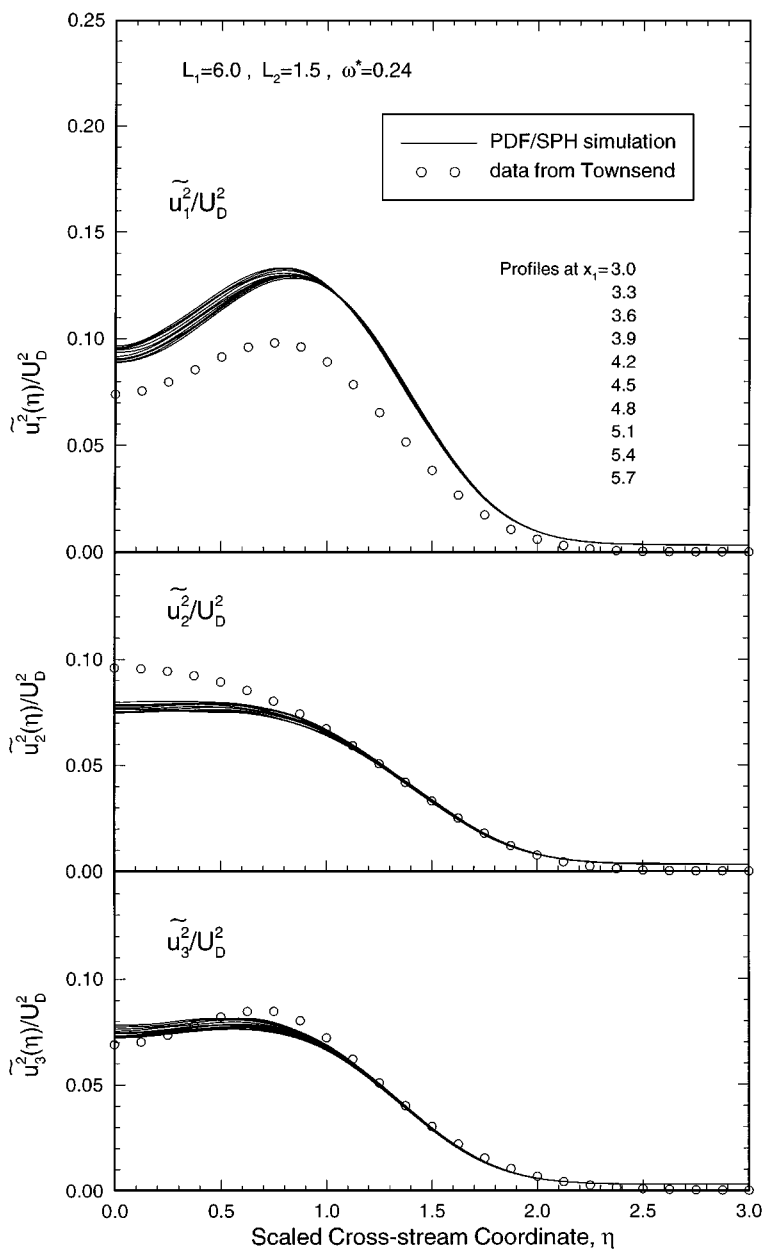 0.25
L₁=6.0 , L₂=1.5 , ω*=0.24
PDF/SPH simulation
data from Townsend
0.20
ũ₁²/U_D²
0.15
Profiles at x₁=3.0
3.3
3.6
3.9
4.2
4.5
4.8
5.1
5.4
5.7
0.10
0.05
0.00
ũ₁²(η)/U_D²
ũ₂²/U_D²
0.10
0.05
0.00
ũ₂²(η)/U_D²
ũ₃²/U_D²
0.10
0.05
0.00
ũ₃²(η)/U_D²
0.0 0.5 1.0 1.5 2.0 2.5 3.0
Scaled Cross-stream Coordinate, η